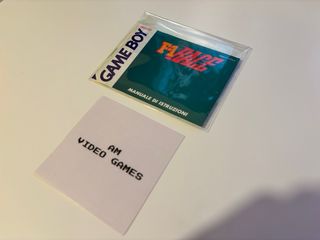 GAME BOY
F1 RACE
MANUALE DI ISTRUZIONI
AM
VIDEO GAMES